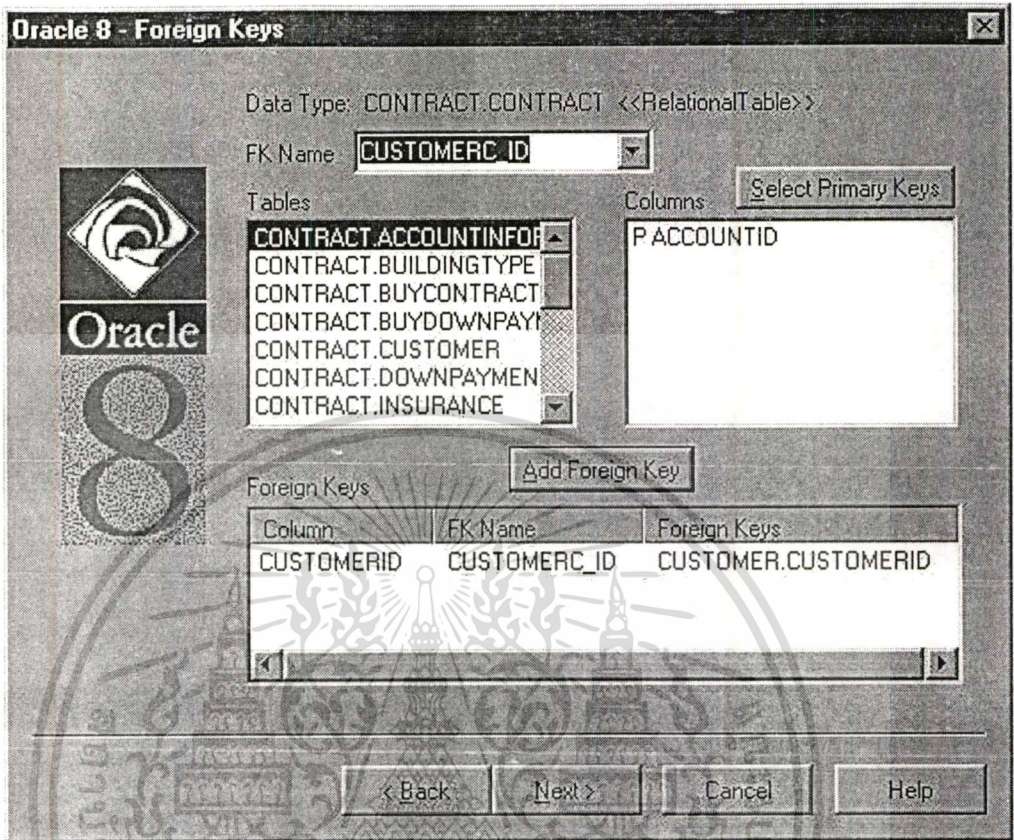 Oracle 8 - Foreign Keys
Data Type: CONTRACT.CONTRACT <<RelationalTable>>
FK Name CUSTOMERC_ID
Select Primary Keys
Tables
Columns
CONTRACT.ACCOUNTINFOR
CONTRACT.BUILDINGTYPE
CONTRACT.BUYCONTRACT
CONTRACT.BUYDOWNPAYM
CONTRACT.CUSTOMER
CONTRACT.DOWNPAYMEN
CONTRACT.INSURANCE
P.ACCOUNTID
Oracle
8
Add Foreign Key
Foreign Keys
Column FK Name Foreign Keys
CUSTOMERID CUSTOMERC_ID CUSTOMER.CUSTOMERID
< Back Next > Cancel Help